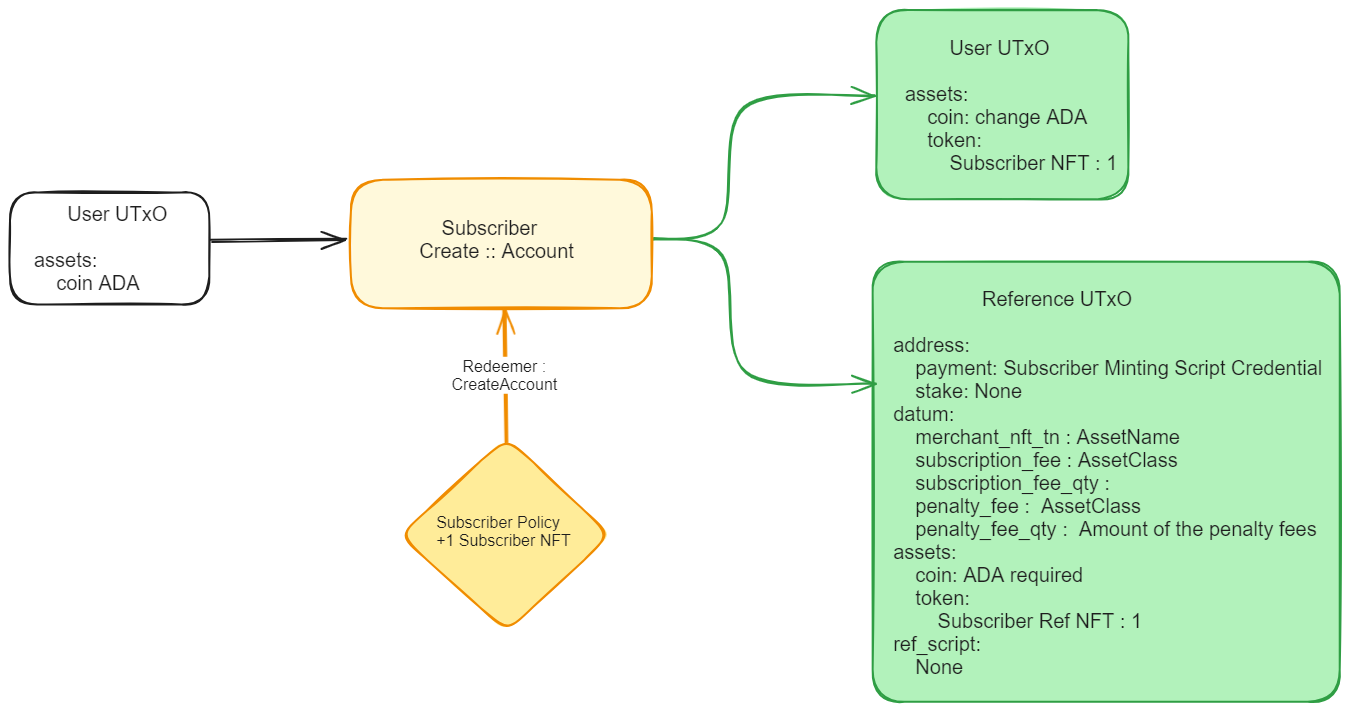 User UTxO
assets:
coin ADA
Subscriber
Create :: Account
Redeemer :
CreateAccount
Subscriber Policy
+1 Subscriber NFT
User UTxO
assets:
coin: change ADA
token:
Subscriber NFT : 1
Reference UTxO
address:
payment: Subscriber Minting Script Credential
stake: None
datum:
merchant_nft_tn : AssetName
subscription_fee : AssetClass
subscription_fee_qty :
penalty_fee :  AssetClass
penalty_fee_qty :  Amount of the penalty fees
assets:
coin: ADA required
token:
Subscriber Ref NFT : 1
ref_script:
None